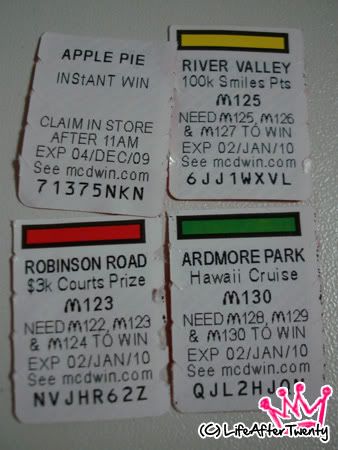 APPLE PIE
INStANT WIN
CLAIM IN STORE
AFTER 11AM
EXP 04/DEC/09
See mcdwin.com
71375NKN
RIVER VALLEY
100k Smiles Pts
M125
NEED M125, M126
& M127 TO WIN
EXP 02/JAN/10
See mcdwin.com
6JJ1WXVL
ROBINSON ROAD
$3k Courts Prize
M123
NEED M122, M123
& M124 TO WIN
EXP 02/JAN/10
See mcdwin.com
NVJHR62Z
ARDMORE PARK
Hawaii Cruise
M130
NEED M128, M129
& M130 TO WIN
EXP 02/JAN/10
See mcdwin.com
(C) LifeAfterTwenty